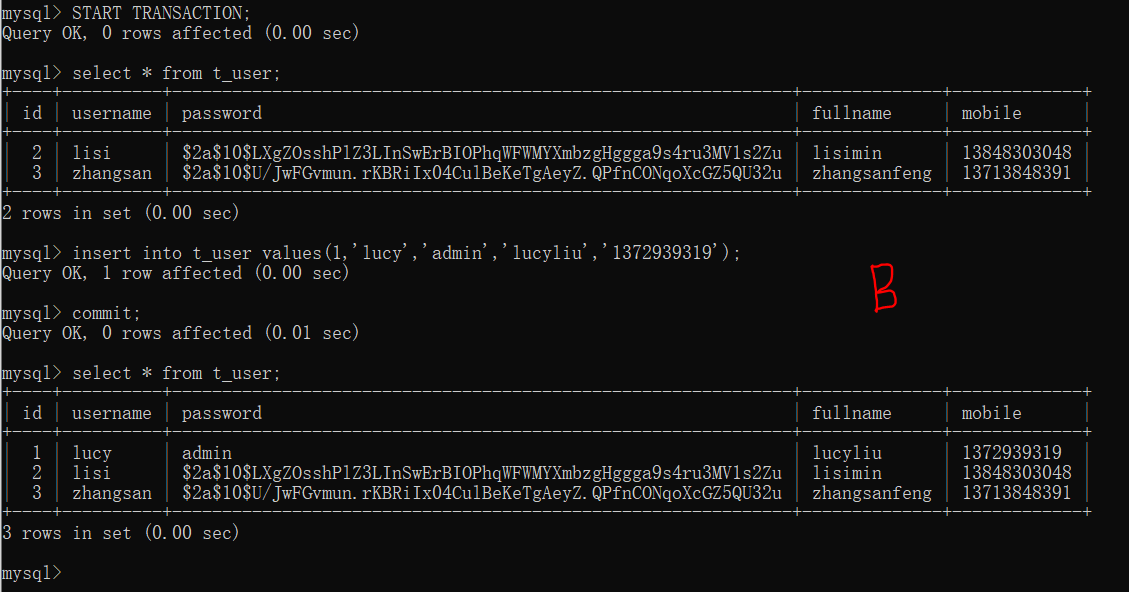 mysql> START TRANSACTION;
Query OK, 0 rows affected (0.00 sec)
mysql> select * from t_user;
| id | username | password | fullname | mobile |
| 2 | lisi | $2a$10$LXgZOsshPlZ3LInSwErBIOPhqWFWMYXmbzgHggga9s4ru3MV1s2Zu | lisimin | 13848303048 |
| 3 | zhangsan | $2a$10$U/JwFGvmun.rKBRiIxO4CulBeKeTgAeyZ.QPfnCONqoXcGZ5QU32u | zhangsanfeng | 13713848391 |
2 rows in set (0.00 sec)
mysql> insert into t_user values(1,'lucy','admin','lucyliu','1372939319');
Query OK, 1 row affected (0.00 sec)
B
mysql> commit;
Query OK, 0 rows affected (0.01 sec)
mysql> select * from t_user;
| id | username | password | fullname | mobile |
| 1 | lucy | admin | lucyliu | 1372939319 |
| 2 | lisi | $2a$10$LXgZOsshPlZ3LInSwErBIOPhqWFWMYXmbzgHggga9s4ru3MV1s2Zu | lisimin | 13848303048 |
| 3 | zhangsan | $2a$10$U/JwFGvmun.rKBRiIxO4CulBeKeTgAeyZ.QPfnCONqoXcGZ5QU32u | zhangsanfeng | 13713848391 |
3 rows in set (0.00 sec)
mysql>